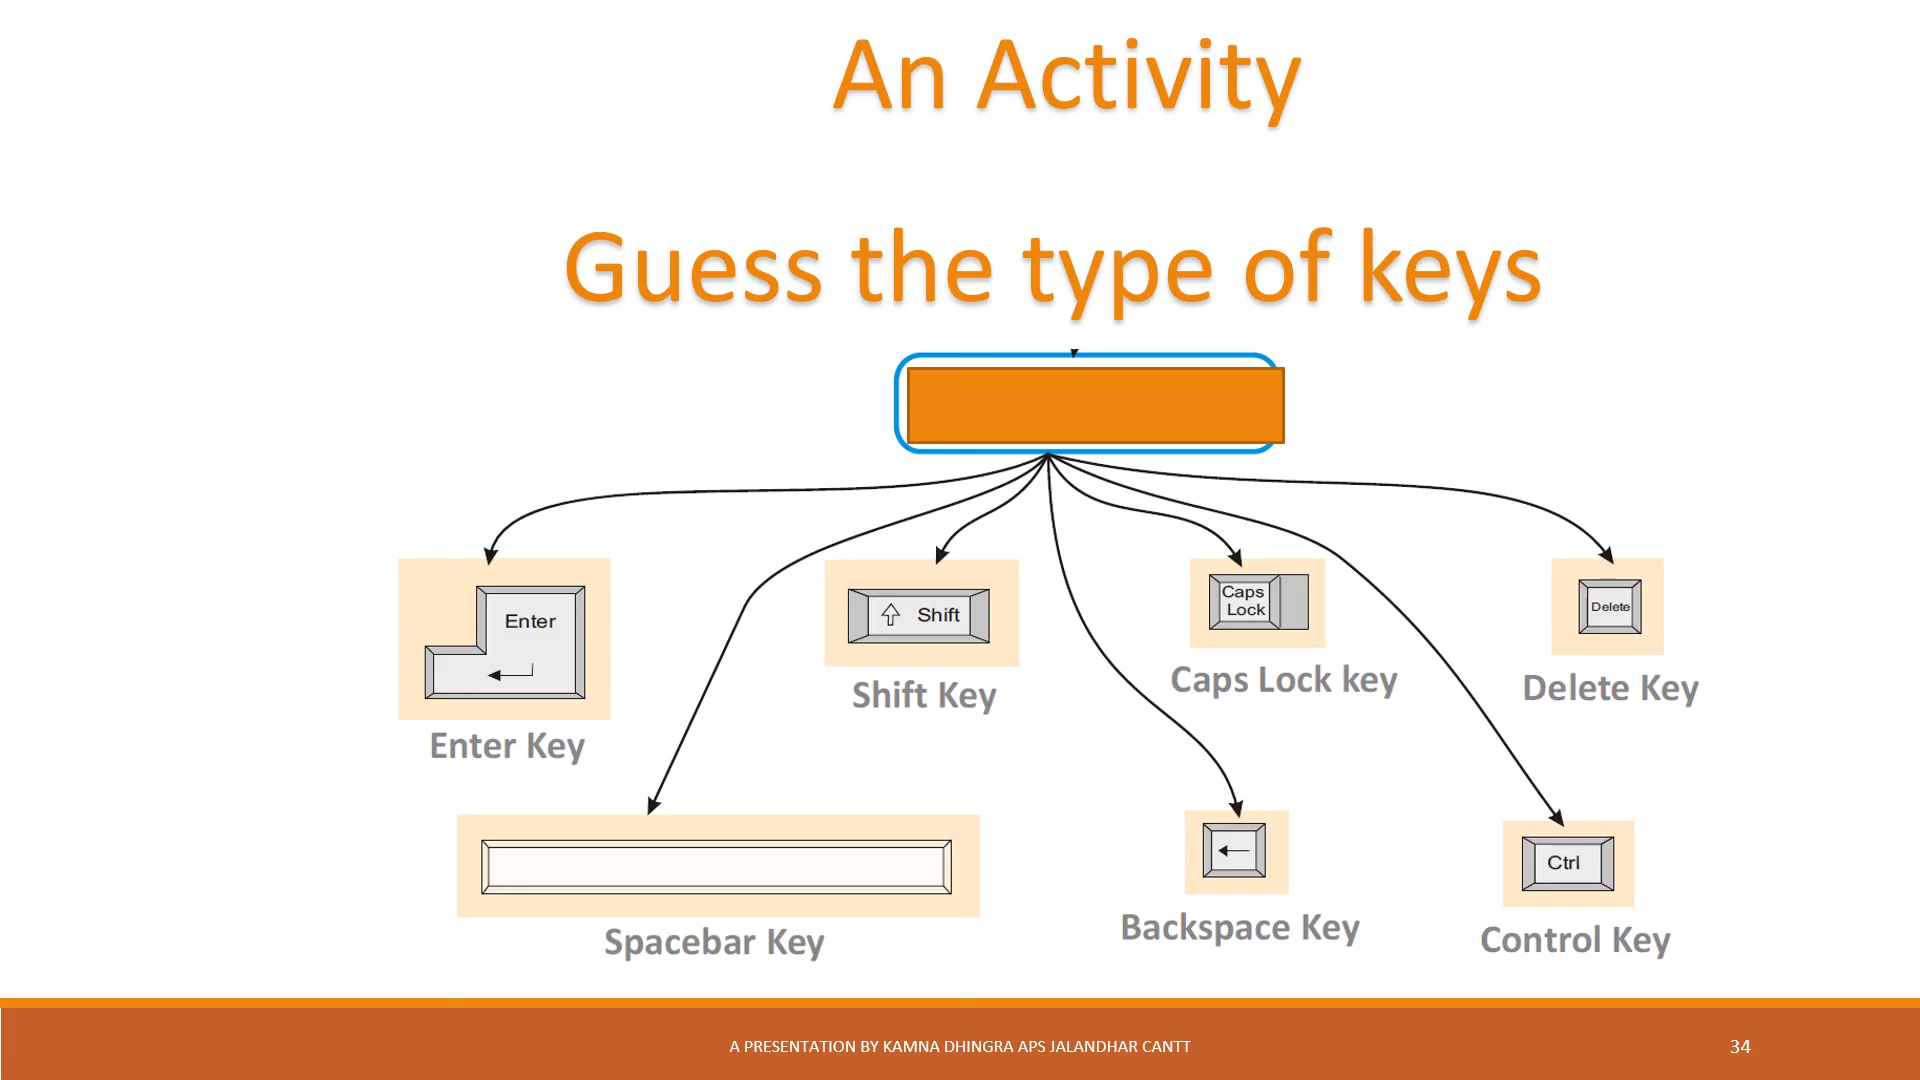 An Activity
Guess the type of keys
Enter
Enter Key
Shift
Shift Key
Caps
Lock
Caps Lock key
Delete
Delete Key
Spacebar Key
Backspace Key
Ctrl
Control Key
A PRESENTATION BY KAMNA DHINGRA APS JALANDHAR CANTT
34